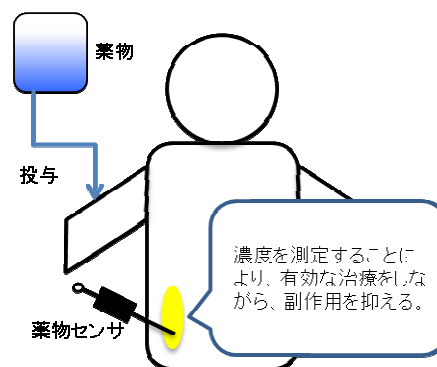 薬物
投与
濃度を測定することに
より、有効な治療をしな
がら、副作用を抑える。
薬物センサ